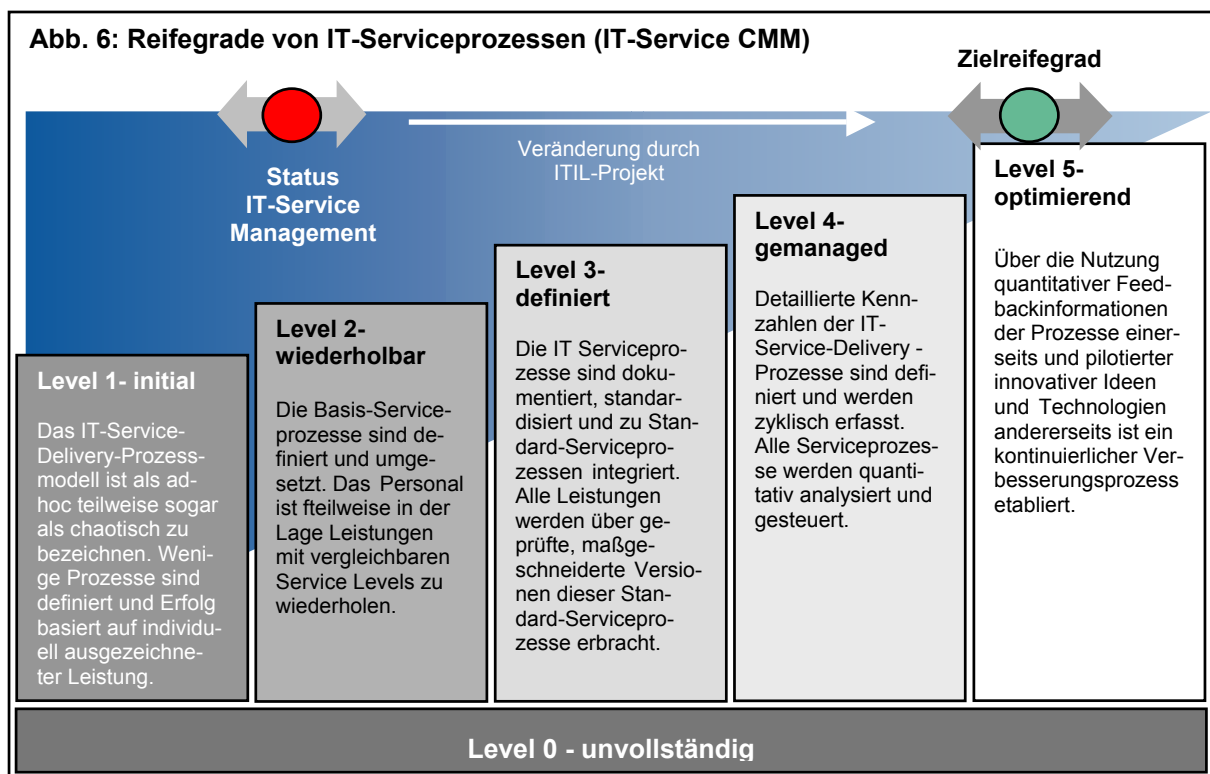 Abb. 6: Reifegrade von IT-Serviceprozessen (IT-Service CMM)
Zielreifegrad
Status
IT-Service
Management
Veränderung durch
ITIL-Projekt
Level 1- initial
Das IT-Service-
Delivery-Prozess-
modell ist als ad-
hoc teilweise sogar
als chaotisch zu
bezeichnen. Weni-
ge Prozesse sind
definiert und Erfolg
basiert auf individu-
ell ausgezeichne-
ter Leistung.
Level 2-
wiederholbar
Die Basis-Service-
prozesse sind de-
finiert und umge-
setzt. Das Personal
ist fteilweise in der
Lage Leistungen
mit vergleichbaren
Service Levels zu
wiederholen.
Level 3-
definiert
Die IT Servicepro-
zesse sind doku-
mentiert, standar-
disiert und zu Stan-
dard-Servicepro-
zessen integriert.
Alle Leistungen
werden über ge-
prüfte, maßge-
schneiderte Versio-
nen dieser Stan-
dard-Servicepro-
zesse erbracht.
Level 4-
gemanaged
Detaillierte Kenn-
zahlen der IT-
Service-Delivery -
Prozesse sind defi-
niert und werden
zyklisch erfasst.
Alle Serviceprozes-
se werden quanti-
tativ analysiert und
gesteuert.
Level 5-
optimierend
Über die Nutzung
quantitativer Feed-
backinformationen
der Prozesse einer-
seits und pilotierter
innovativer Ideen
und Technologien
andererseits ist ein
kontinuierlicher Ver-
besserungsprozess
etabliert.
Level 0 - unvollständig